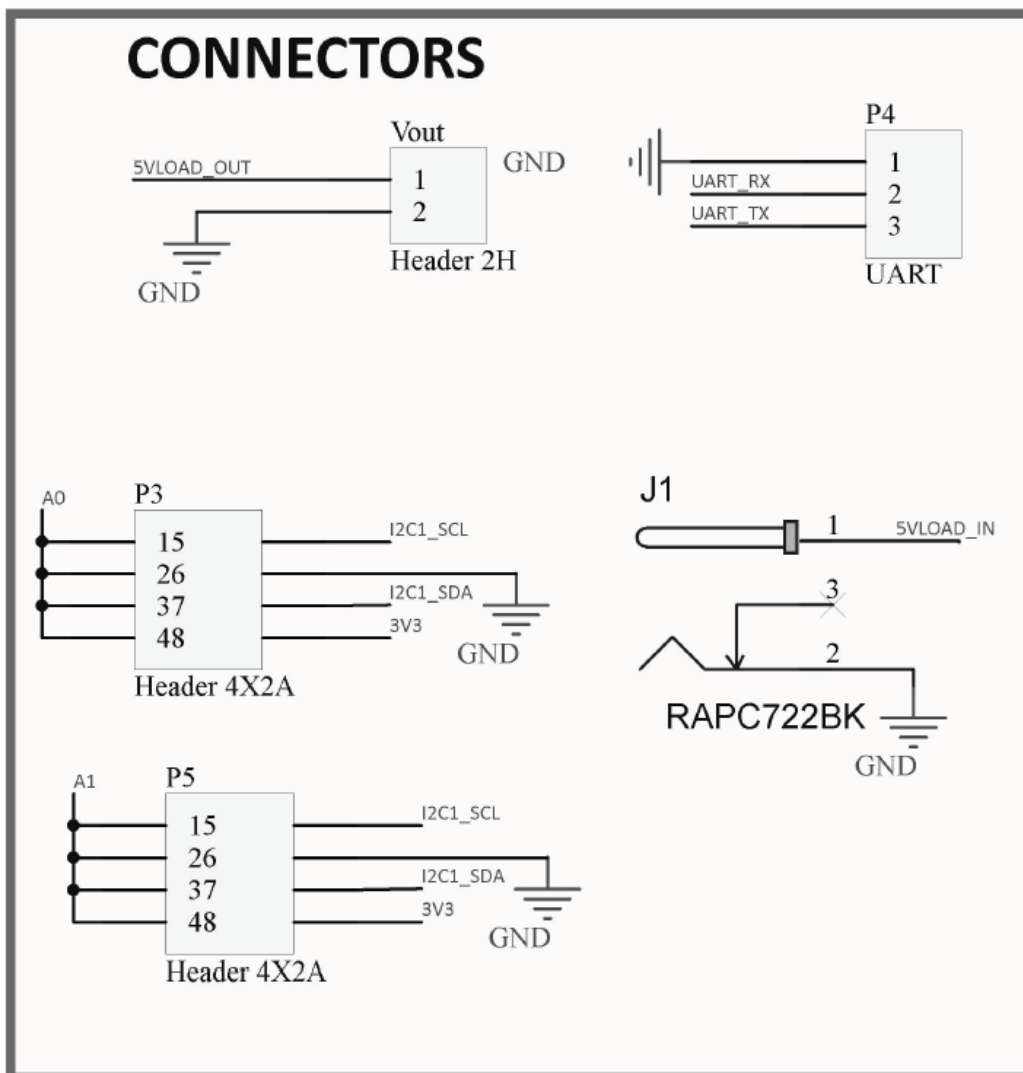 CONNECTORS
Vout
5VLOAD_OUT
1
2
GND
Header 2H
GND
P4
1
UART_RX
2
UART_TX
3
UART
A0
P3
15
I2C1_SCL
26
37
I2C1_SDA
48
3V3
GND
Header 4X2A
J1
1
5VLOAD_IN
3
2
RAPC722BK
GND
A1
P5
15
I2C1_SCL
26
37
I2C1_SDA
48
3V3
GND
Header 4X2A